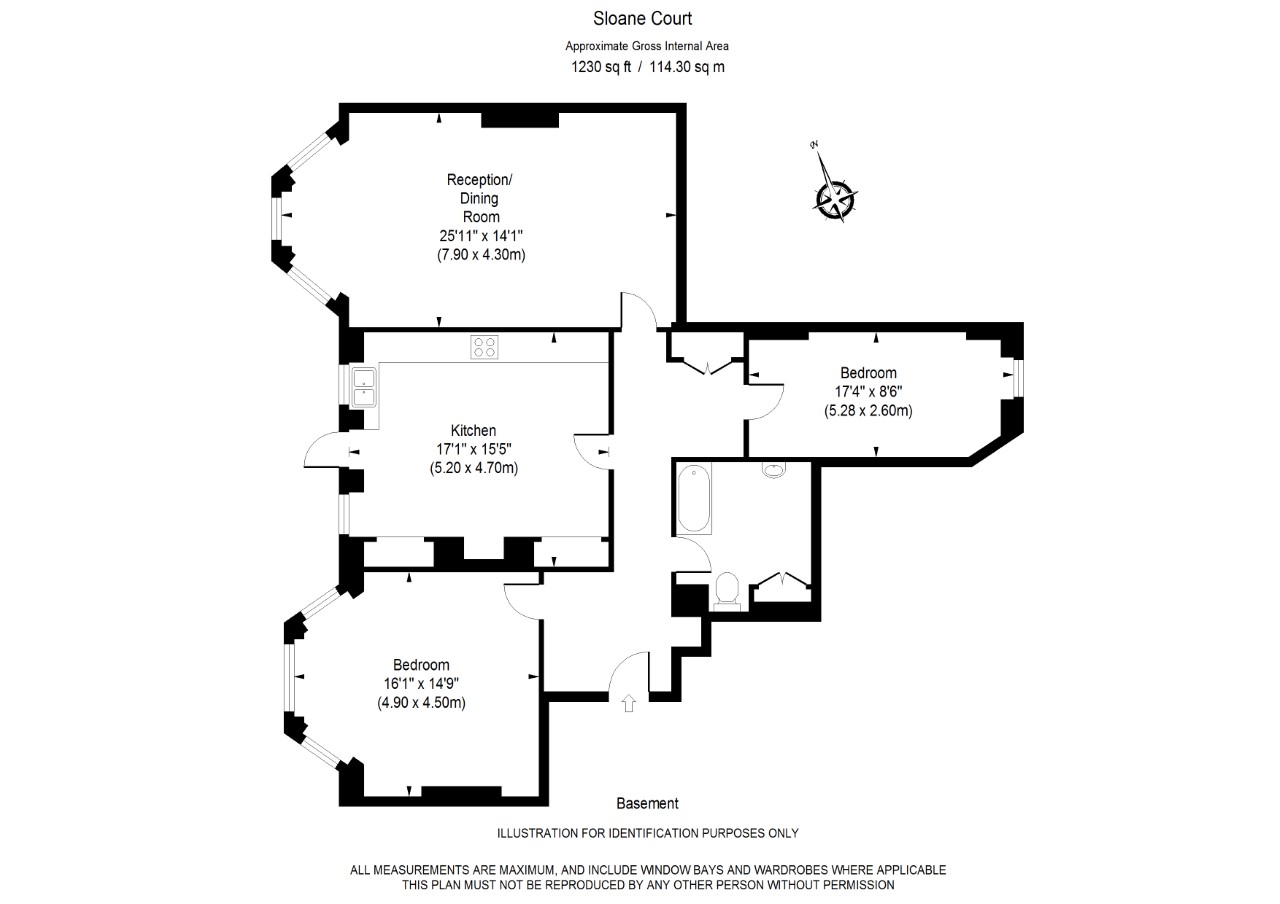 Sloane Court
Approximate Gross Internal Area
1230 sq ft / 114.30 sq m
N
Reception/
Dining
Room
25'11" x 14'1"
(7.90 x 4.30m)
Bedroom
17'4" x 8'6"
(5.28 x 2.60m)
Kitchen
17'1" x 15'5"
(5.20 x 4.70m)
Bedroom
16'1" x 14'9"
(4.90 x 4.50m)
Basement
ILLUSTRATION FOR IDENTIFICATION PURPOSES ONLY
ALL MEASUREMENTS ARE MAXIMUM, AND INCLUDE WINDOW BAYS AND WARDROBES WHERE APPLICABLE
THIS PLAN MUST NOT BE REPRODUCED BY ANY OTHER PERSON WITHOUT PERMISSION